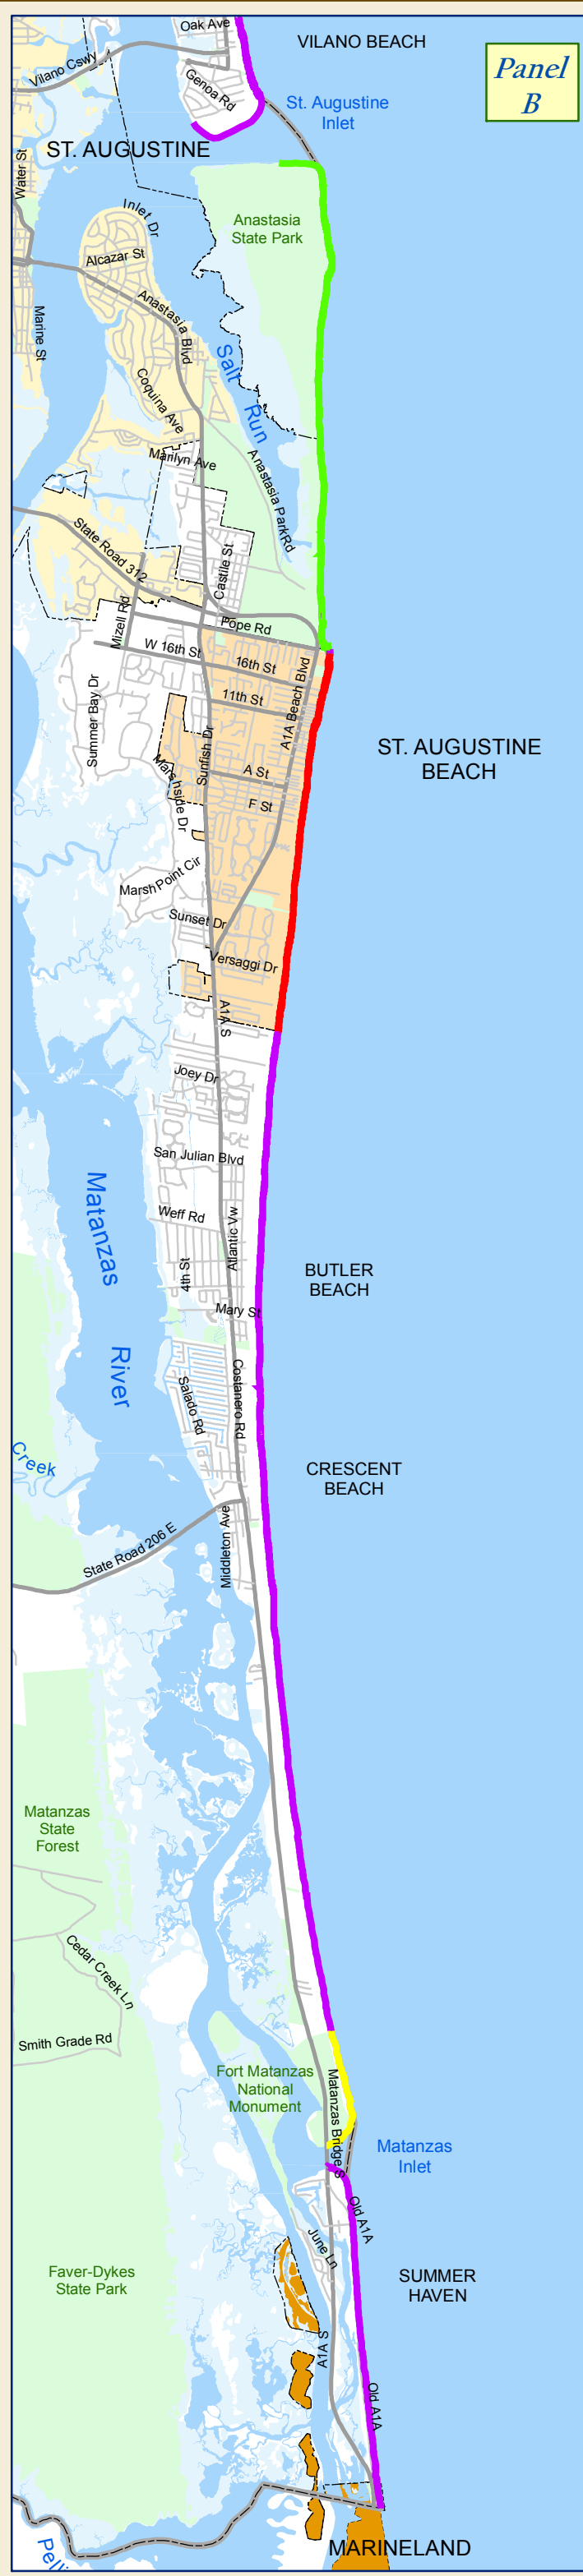 Oak Ave
VILANO BEACH
Panel
B
Vilano Cswy
Genoa Rd
St. Augustine
Inlet
ST. AUGUSTINE
Water St
Inlet Dr
Anastasia
State Park
Alcazar St
Anastasia Blvd
Marine St
Salt Run
Coquina Ave
Marilyn Ave
Anastasia Park Rd
State Road 312
Castile St
Mizell Rd
Pope Rd
W 16th St
16th St
11th St
A1A Beach Blvd
Summer Bay Dr
Sunfish Dr
ST. AUGUSTINE
BEACH
A St
Marshside Dr
F St
Marsh Point Cir
Sunset Dr
Versaggi Dr
A1A S
Joey Dr
San Julian Blvd
Matanzas
River
Weff Rd
Atlantic Vw
4th St
BUTLER
BEACH
Mary St
Salado Rd
Costanero Rd
Creek
CRESCENT
BEACH
State Road 206 E
Middleton Ave
Matanzas
State
Forest
Cedar Creek Ln
Smith Grade Rd
Fort Matanzas
National
Monument
Matanzas Bridge S
Matanzas
Inlet
Old A1A
June Ln
Faver-Dykes
State Park
SUMMER
HAVEN
A1A S
Old A1A
MARINELAND
Pelli